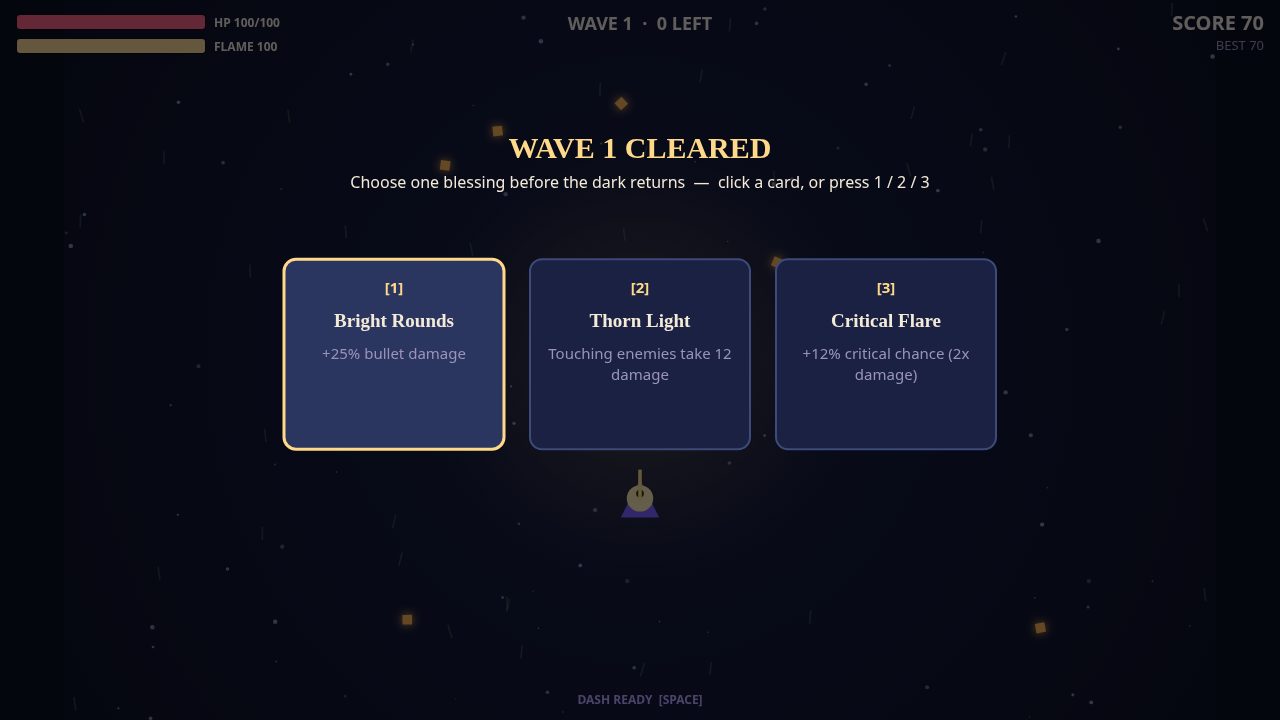 HP 100/100
WAVE 1 · 0 LEFT
SCORE 70
FLAME 100
BEST 70
WAVE 1 CLEARED
Choose one blessing before the dark returns — click a card, or press 1 / 2 / 3
[1]
Bright Rounds
+25% bullet damage
[2]
Thorn Light
Touching enemies take 12
damage
[3]
Critical Flare
+12% critical chance (2x
damage)
DASH READY [SPACE]